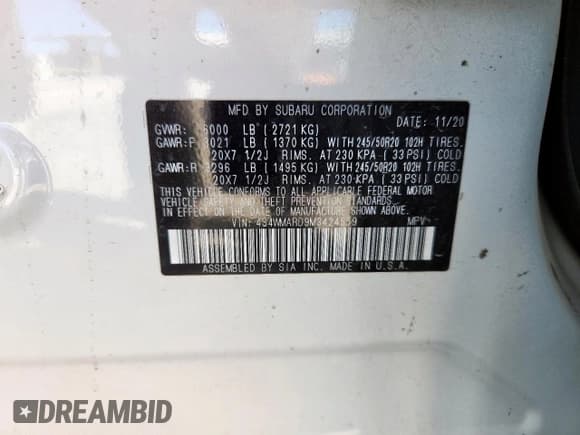 MFD BY SUBARU CORPORATION
DATE: 11/20
GVWR: 6000 LB ( 2721 KG)
GAWR:F 3021 LB ( 1370 KG) WITH 245/50R20 102H TIRES.
20X7 1/2J RIMS. AT 230 KPA ( 33 PSI) COLD
GAWR:R 3296 LB ( 1495 KG) WITH 245/50R20 102H TIRES.
20X7 1/2J RIMS. AT 230 KPA ( 33 PSI) COLD
THIS VEHICLE CONFORMS TO ALL APPLICABLE FEDERAL MOTOR
VEHICLE SAFETY AND THEFT PREVENTION STANDARDS IN
EFFECT ON THE DATE OF MANUFACTURE SHOWN ABOVE.
VIN: MPV
ASSEMBLED BY SIA INC. MADE IN U.S.A.
DREAMBID